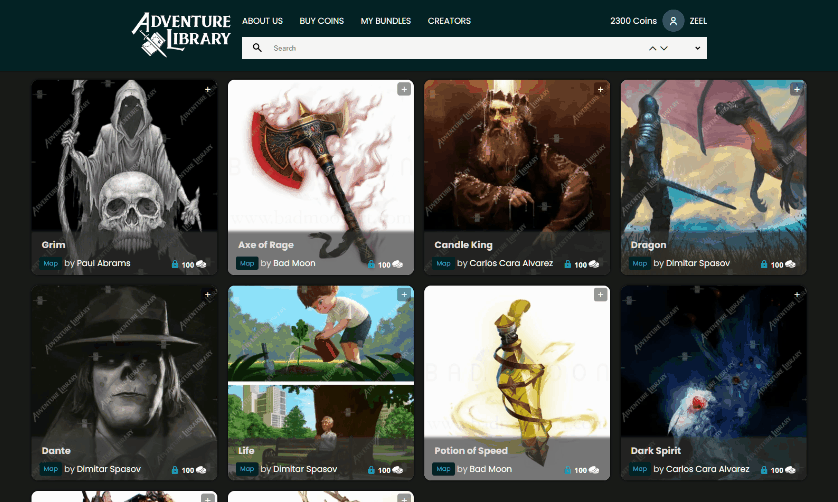 ADVENTURE
LIBRARY
ABOUT US
BUY COINS
MY BUNDLES
CREATORS
2300 Coins
ZEEL
Search
Grim
Map by Paul Abrams
100
Axe of Rage
Map by Bad Moon
100
Candle King
Map by Carlos Cara Alvarez
100
Dragon
Map by Dimitar Spasov
100
Dante
Map by Dimitar Spasov
100
Life
Map by Dimitar Spasov
100
Potion of Speed
Map by Bad Moon
100
Dark Spirit
Map by Carlos Cara Alvarez
100